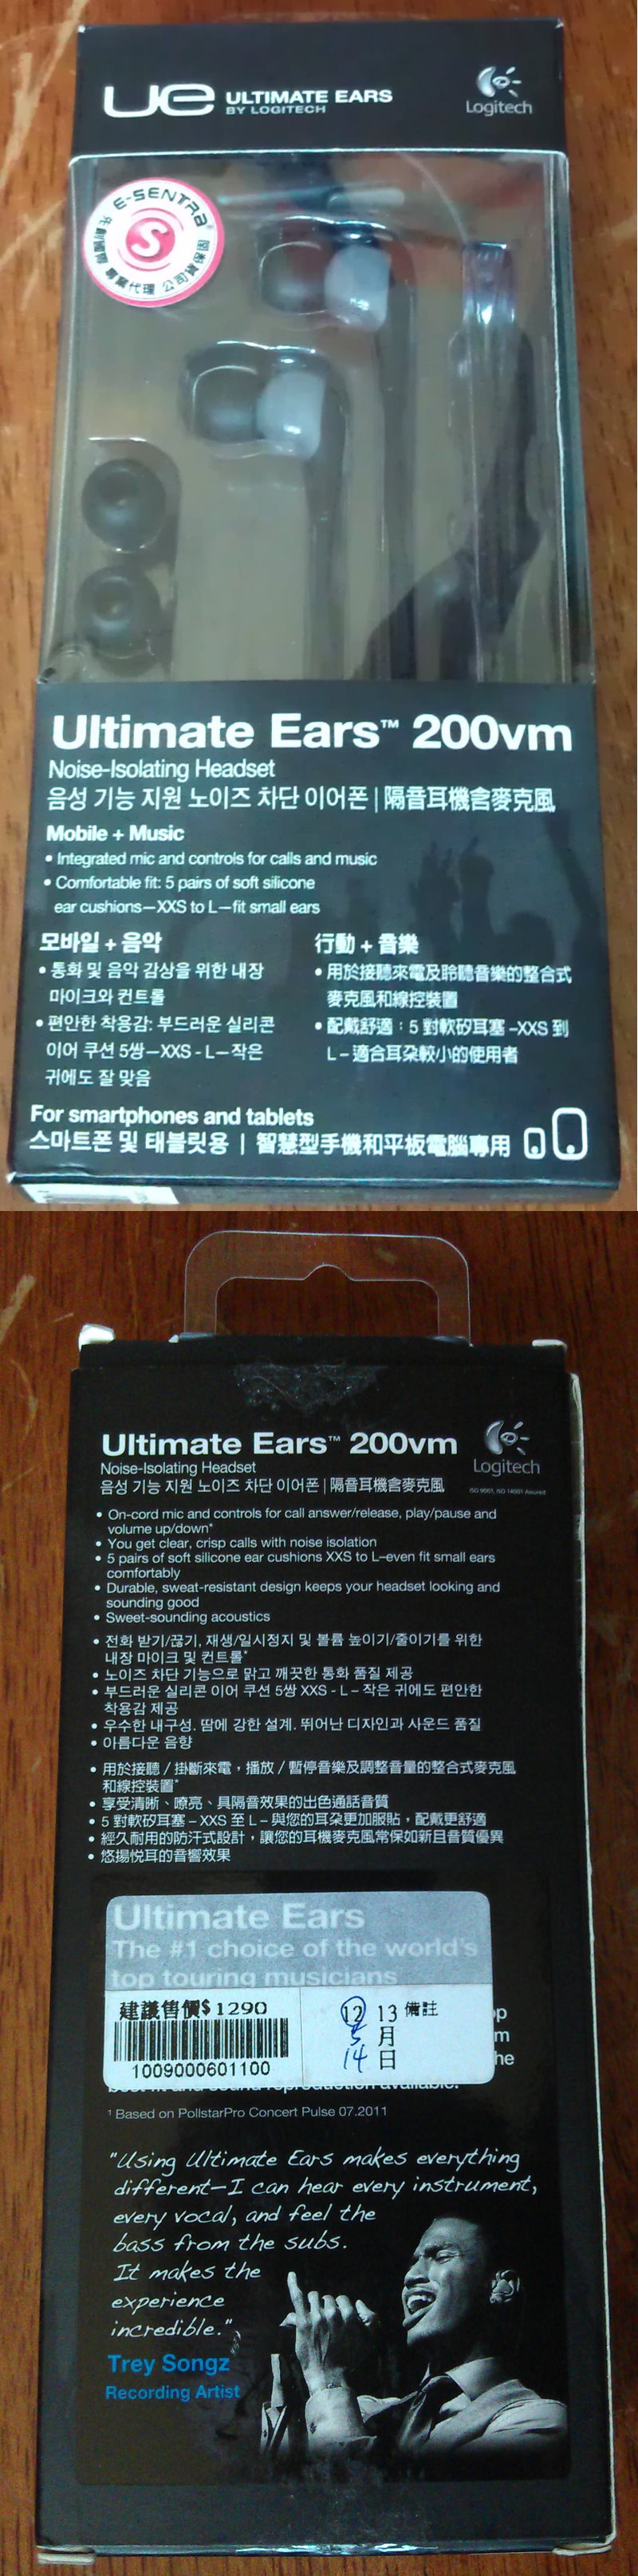 ue ULTIMATE EARS
BY LOGITECH
Logitech
E-SENTRA
S
專業代理 公司貨
Ultimate Ears™ 200vm
Noise-Isolating Headset
음성 기능 지원 노이즈 차단 이어폰 | 隔音耳機含麥克風
Mobile + Music
• Integrated mic and controls for calls and music
• Comfortable fit: 5 pairs of soft silicone
ear cushions—XXS to L—fit small ears
모바일 + 음악
• 통화 및 음악 감상을 위한 내장
마이크와 컨트롤
• 편안한 착용감: 부드러운 실리콘
이어 쿠션 5쌍—XXS - L—작은
귀에도 잘 맞음
行動 + 音樂
• 用於接聽來電及聆聽音樂的整合式
麥克風和線控裝置
• 配戴舒適：5 對軟矽耳塞 –XXS 到
L – 適合耳朵較小的使用者
For smartphones and tablets
스마트폰 및 태블릿용 | 智慧型手機和平板電腦專用
Ultimate Ears™ 200vm
Logitech
Noise-Isolating Headset
음성 기능 지원 노이즈 차단 이어폰 | 隔音耳機含麥克風
ISO 9001, ISO 14001 Assured
• On-cord mic and controls for call answer/release, play/pause and
volume up/down*
• You get clear, crisp calls with noise isolation
• 5 pairs of soft silicone ear cushions XXS to L–even fit small ears
comfortably
• Durable, sweat-resistant design keeps your headset looking and
sounding good
• Sweet-sounding acoustics
• 전화 받기/끊기, 재생/일시정지 및 볼륨 높이기/줄이기를 위한
내장 마이크 및 컨트롤*
• 노이즈 차단 기능으로 맑고 깨끗한 통화 품질 제공
• 부드러운 실리콘 이어 쿠션 5쌍 XXS - L – 작은 귀에도 편안한
착용감 제공
• 우수한 내구성. 땀에 강한 설계. 뛰어난 디자인과 사운드 품질
• 아름다운 음향
• 用於接聽 / 掛斷來電，播放 / 暫停音樂及調整音量的整合式麥克風
和線控裝置*
• 享受清晰、嘹亮、具隔音效果的出色通話音質
• 5 對軟矽耳塞 – XXS 至 L – 與您的耳朵更加服貼，配戴更舒適
• 經久耐用的防汗式設計，讓您的耳機麥克風常保如新且音質優異
• 悠揚悅耳的音響效果
Ultimate Ears
The #1 choice of the world's
top touring musicians
建議售價$ 1290
1009000601100
12 13 備註
5 月
14 日
¹ Based on PollstarPro Concert Pulse 07.2011
"Using Ultimate Ears makes everything
different—I can hear every instrument,
every vocal, and feel the
bass from the subs.
It makes the
experience
incredible."
Trey Songz
Recording Artist